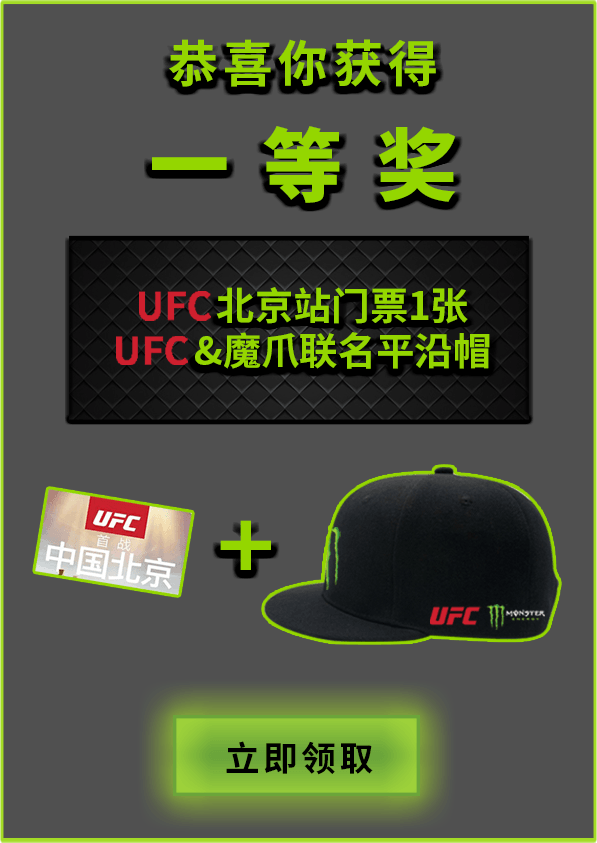 恭喜你获得
一等奖
UFC北京站门票1张
UFC&魔爪联名平沿帽
UFC
首战
中国北京
+
UFC MONSTER
ENERGY
立即领取